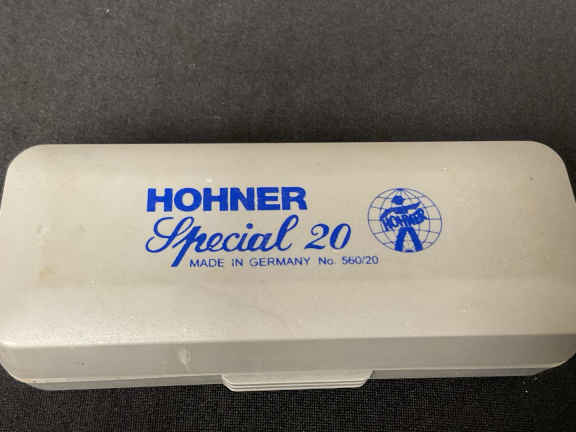 HOHNER
Special 20
MADE IN GERMANY No. 560/20
HOHNER